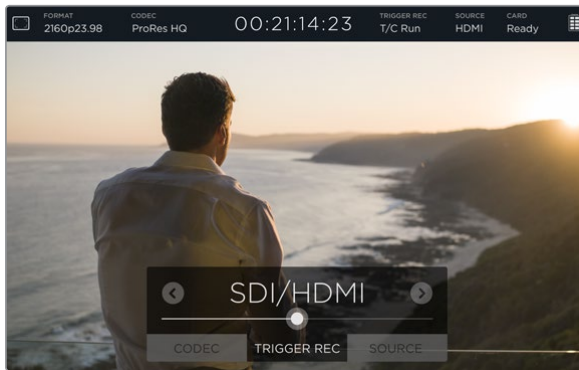 FORMAT CODEC 00:21:14:23 TRIGGER REC SOURCE CARD
2160p23.98 ProRes HQ T/C Run HDMI Ready
SDI/HDMI
CODEC TRIGGER REC SOURCE